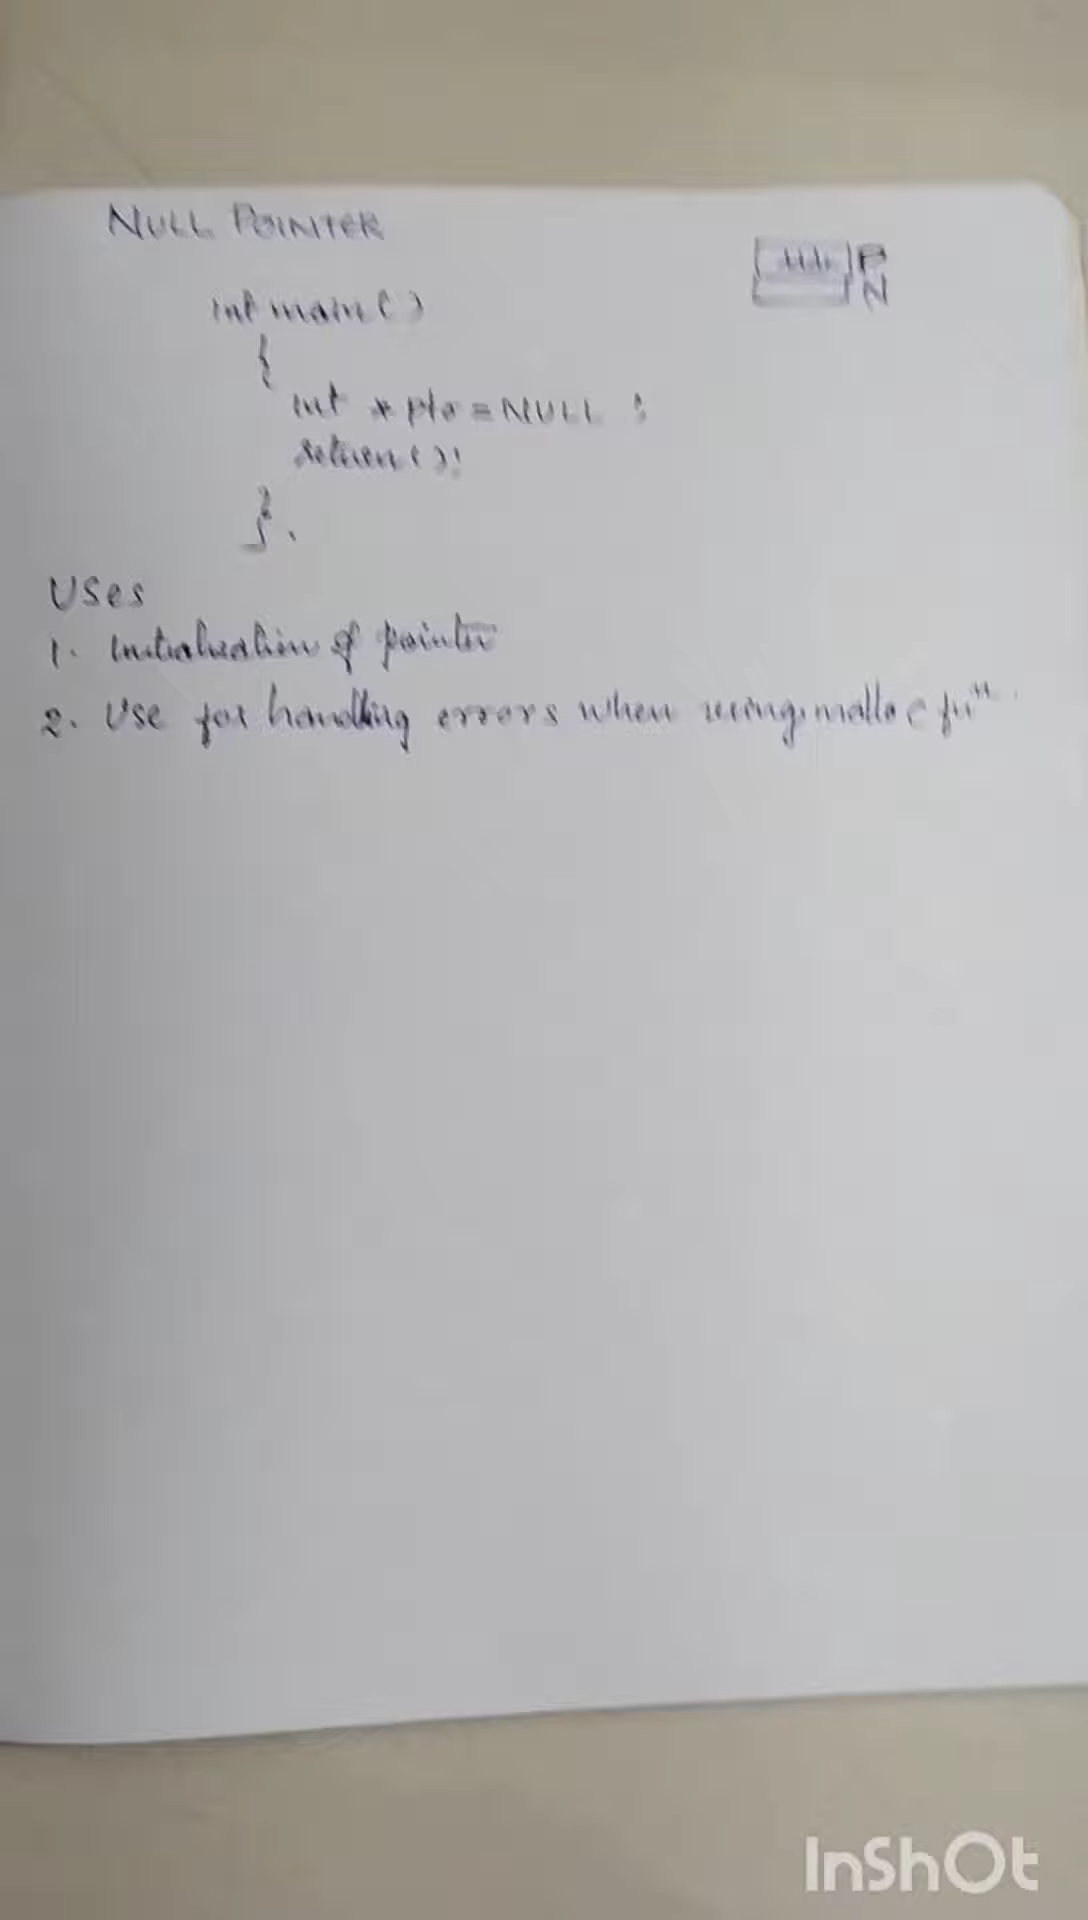 NULL POINTER
P
N
int main()
{
int * ptr = NULL ;
return();
}.
Uses
1. Initialization of pointer
2. Use for handling errors when using malloc fuⁿ.
InShOt